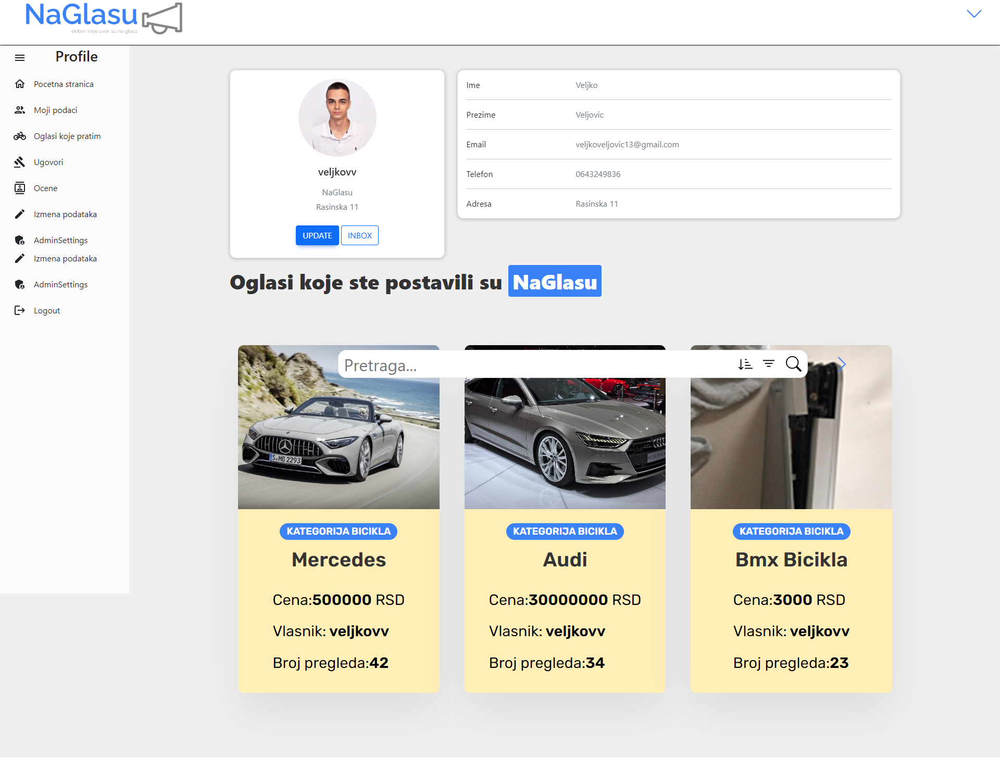 NaGlasu
dobre ideje uvek su na glasu
Profile
Pocetna stranica
Moji podaci
Oglasi koje pratim
Ugovori
Ocene
Izmena podataka
AdminSettings
Izmena podataka
AdminSettings
Logout
veljkovv
NaGlasu
Rasinska 11
UPDATE INBOX
Ime Veljko
Prezime Veljovic
Email veljkoveljovic13@gmail.com
Telefon 0643249836
Adresa Rasinska 11
Oglasi koje ste postavili su NaGlasu
Pretraga...
S MB 2293
KATEGORIJA BICIKLA
Mercedes
Cena:500000 RSD
Vlasnik: veljkovv
Broj pregleda:42
KATEGORIJA BICIKLA
Audi
Cena:30000000 RSD
Vlasnik: veljkovv
Broj pregleda:34
KATEGORIJA BICIKLA
Bmx Bicikla
Cena:3000 RSD
Vlasnik: veljkovv
Broj pregleda:23